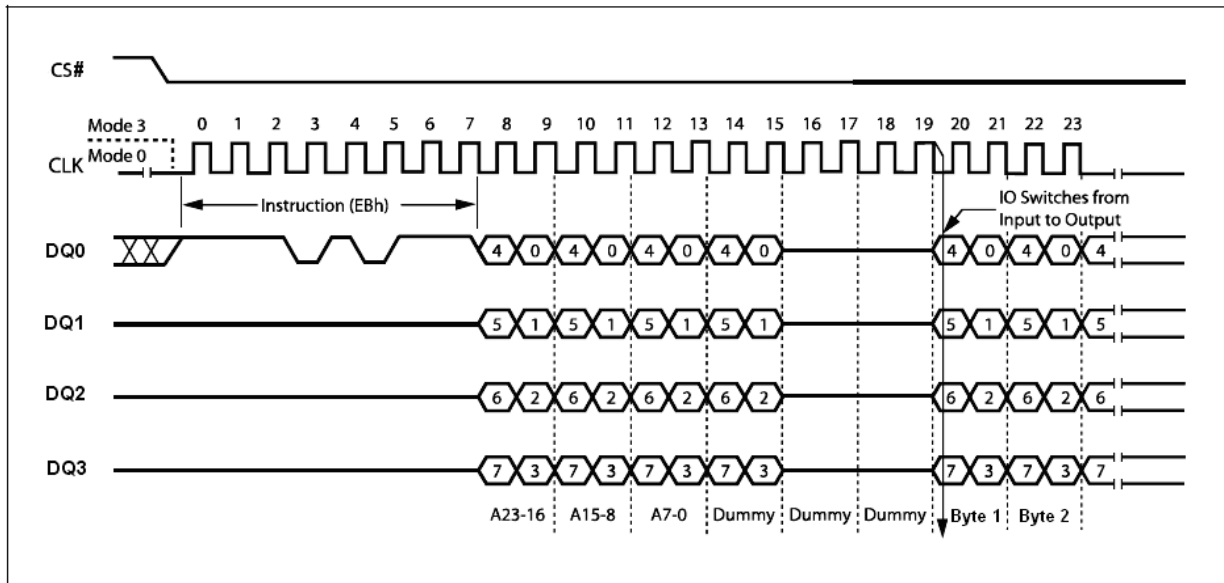 CS#
Mode 3
0 1 2 3 4 5 6 7 8 9 10 11 12 13 14 15 16 17 18 19 20 21 22 23
CLK
Mode 0
Instruction (EBh)
IO Switches from
Input to Output
DQ0
4 0 4 0 4 0 4 0 4 0 4 0 4
DQ1
5 1 5 1 5 1 5 1 5 1 5 1 5
DQ2
6 2 6 2 6 2 6 2 6 2 6 2 6
DQ3
7 3 7 3 7 3 7 3 7 3 7 3 7
A23-16 A15-8 A7-0 Dummy Dummy Dummy Byte 1 Byte 2